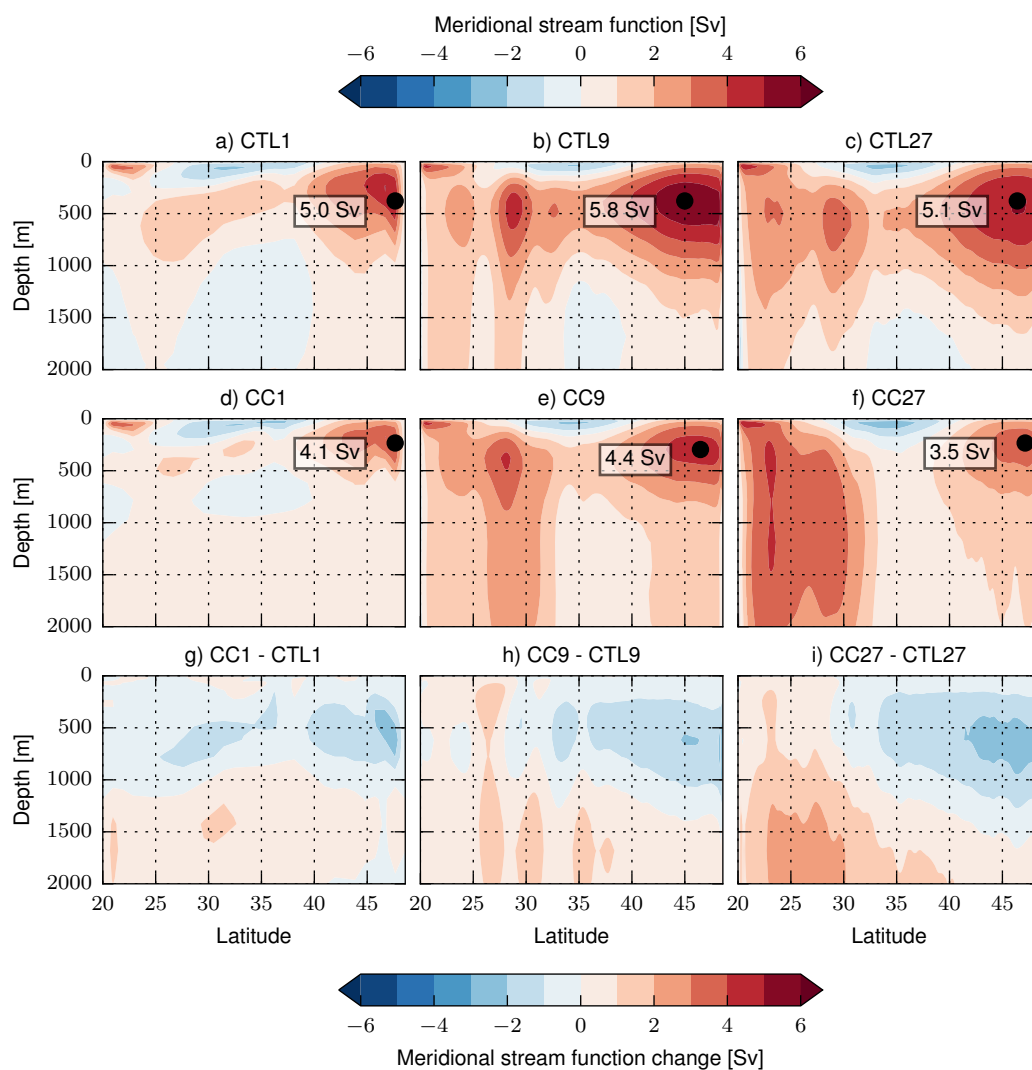 Meridional stream function [Sv]
−6 −4 −2 0 2 4 6
a) CTL1 b) CTL9 c) CTL27
0
500
1000
1500
2000
Depth [m]
5.0 Sv 5.8 Sv 5.1 Sv
d) CC1 e) CC9 f) CC27
0
500
1000
1500
2000
Depth [m]
4.1 Sv 4.4 Sv 3.5 Sv
g) CC1 - CTL1 h) CC9 - CTL9 i) CC27 - CTL27
0
500
1000
1500
2000
Depth [m]
20 25 30 35 40 45 20 25 30 35 40 45 20 25 30 35 40 45
Latitude Latitude Latitude
−6 −4 −2 0 2 4 6
Meridional stream function change [Sv]